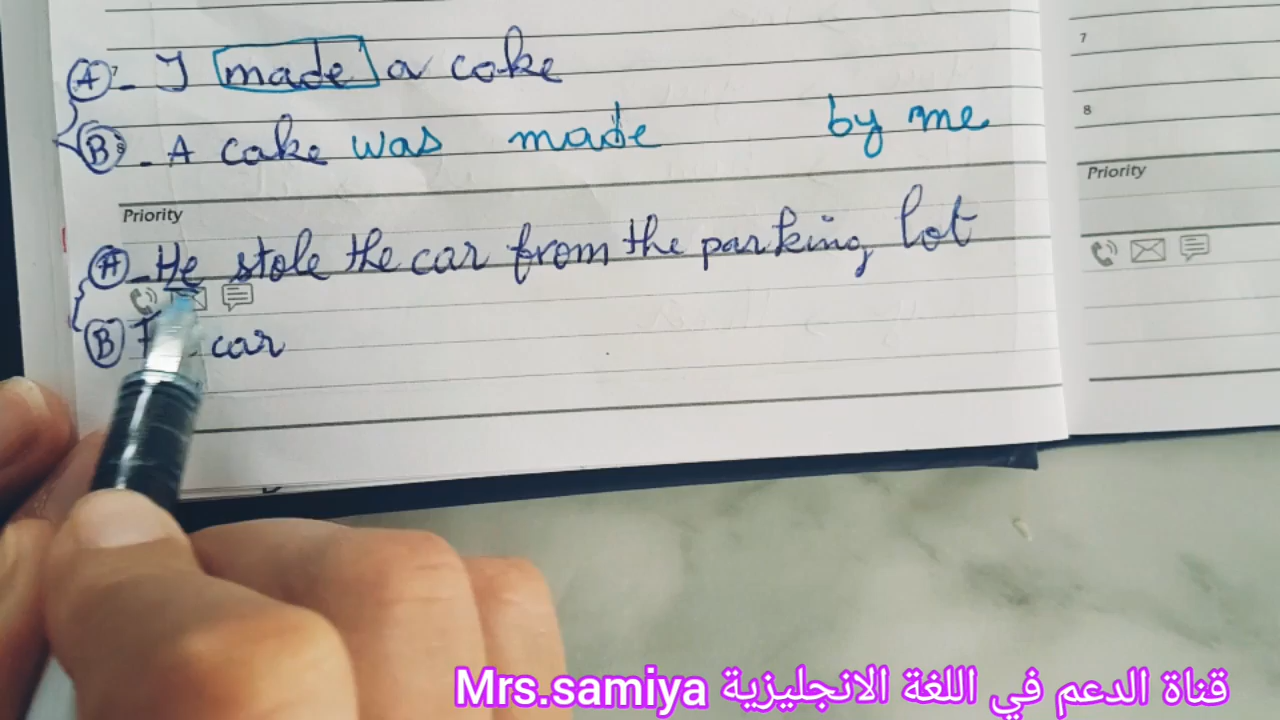 A - I made a cake
B - A cake was made by me
7
8
Priority
Priority
A - He stole the car from the parking lot
B car
Mrs.samiya قناة الدعم في اللغة الانجليزية